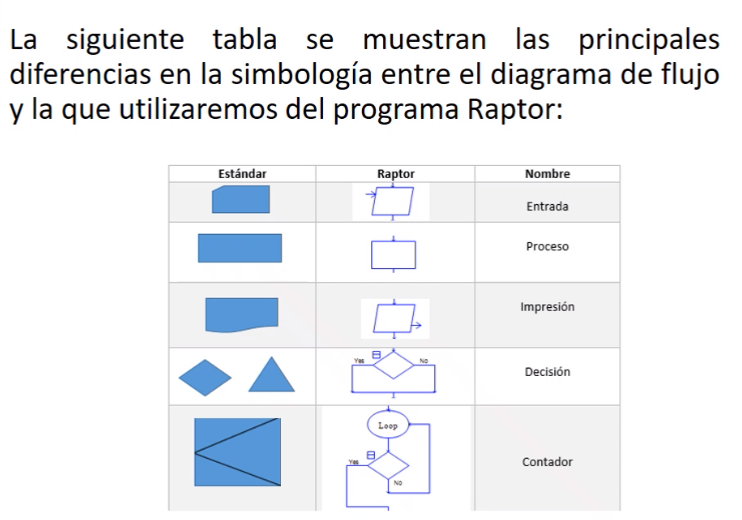 La siguiente tabla se muestran las principales
diferencias en la simbología entre el diagrama de flujo
y la que utilizaremos del programa Raptor:
Estándar Raptor Nombre
Entrada
Proceso
Impresión
Yes No
Decisión
Loop
Yes
No
Contador